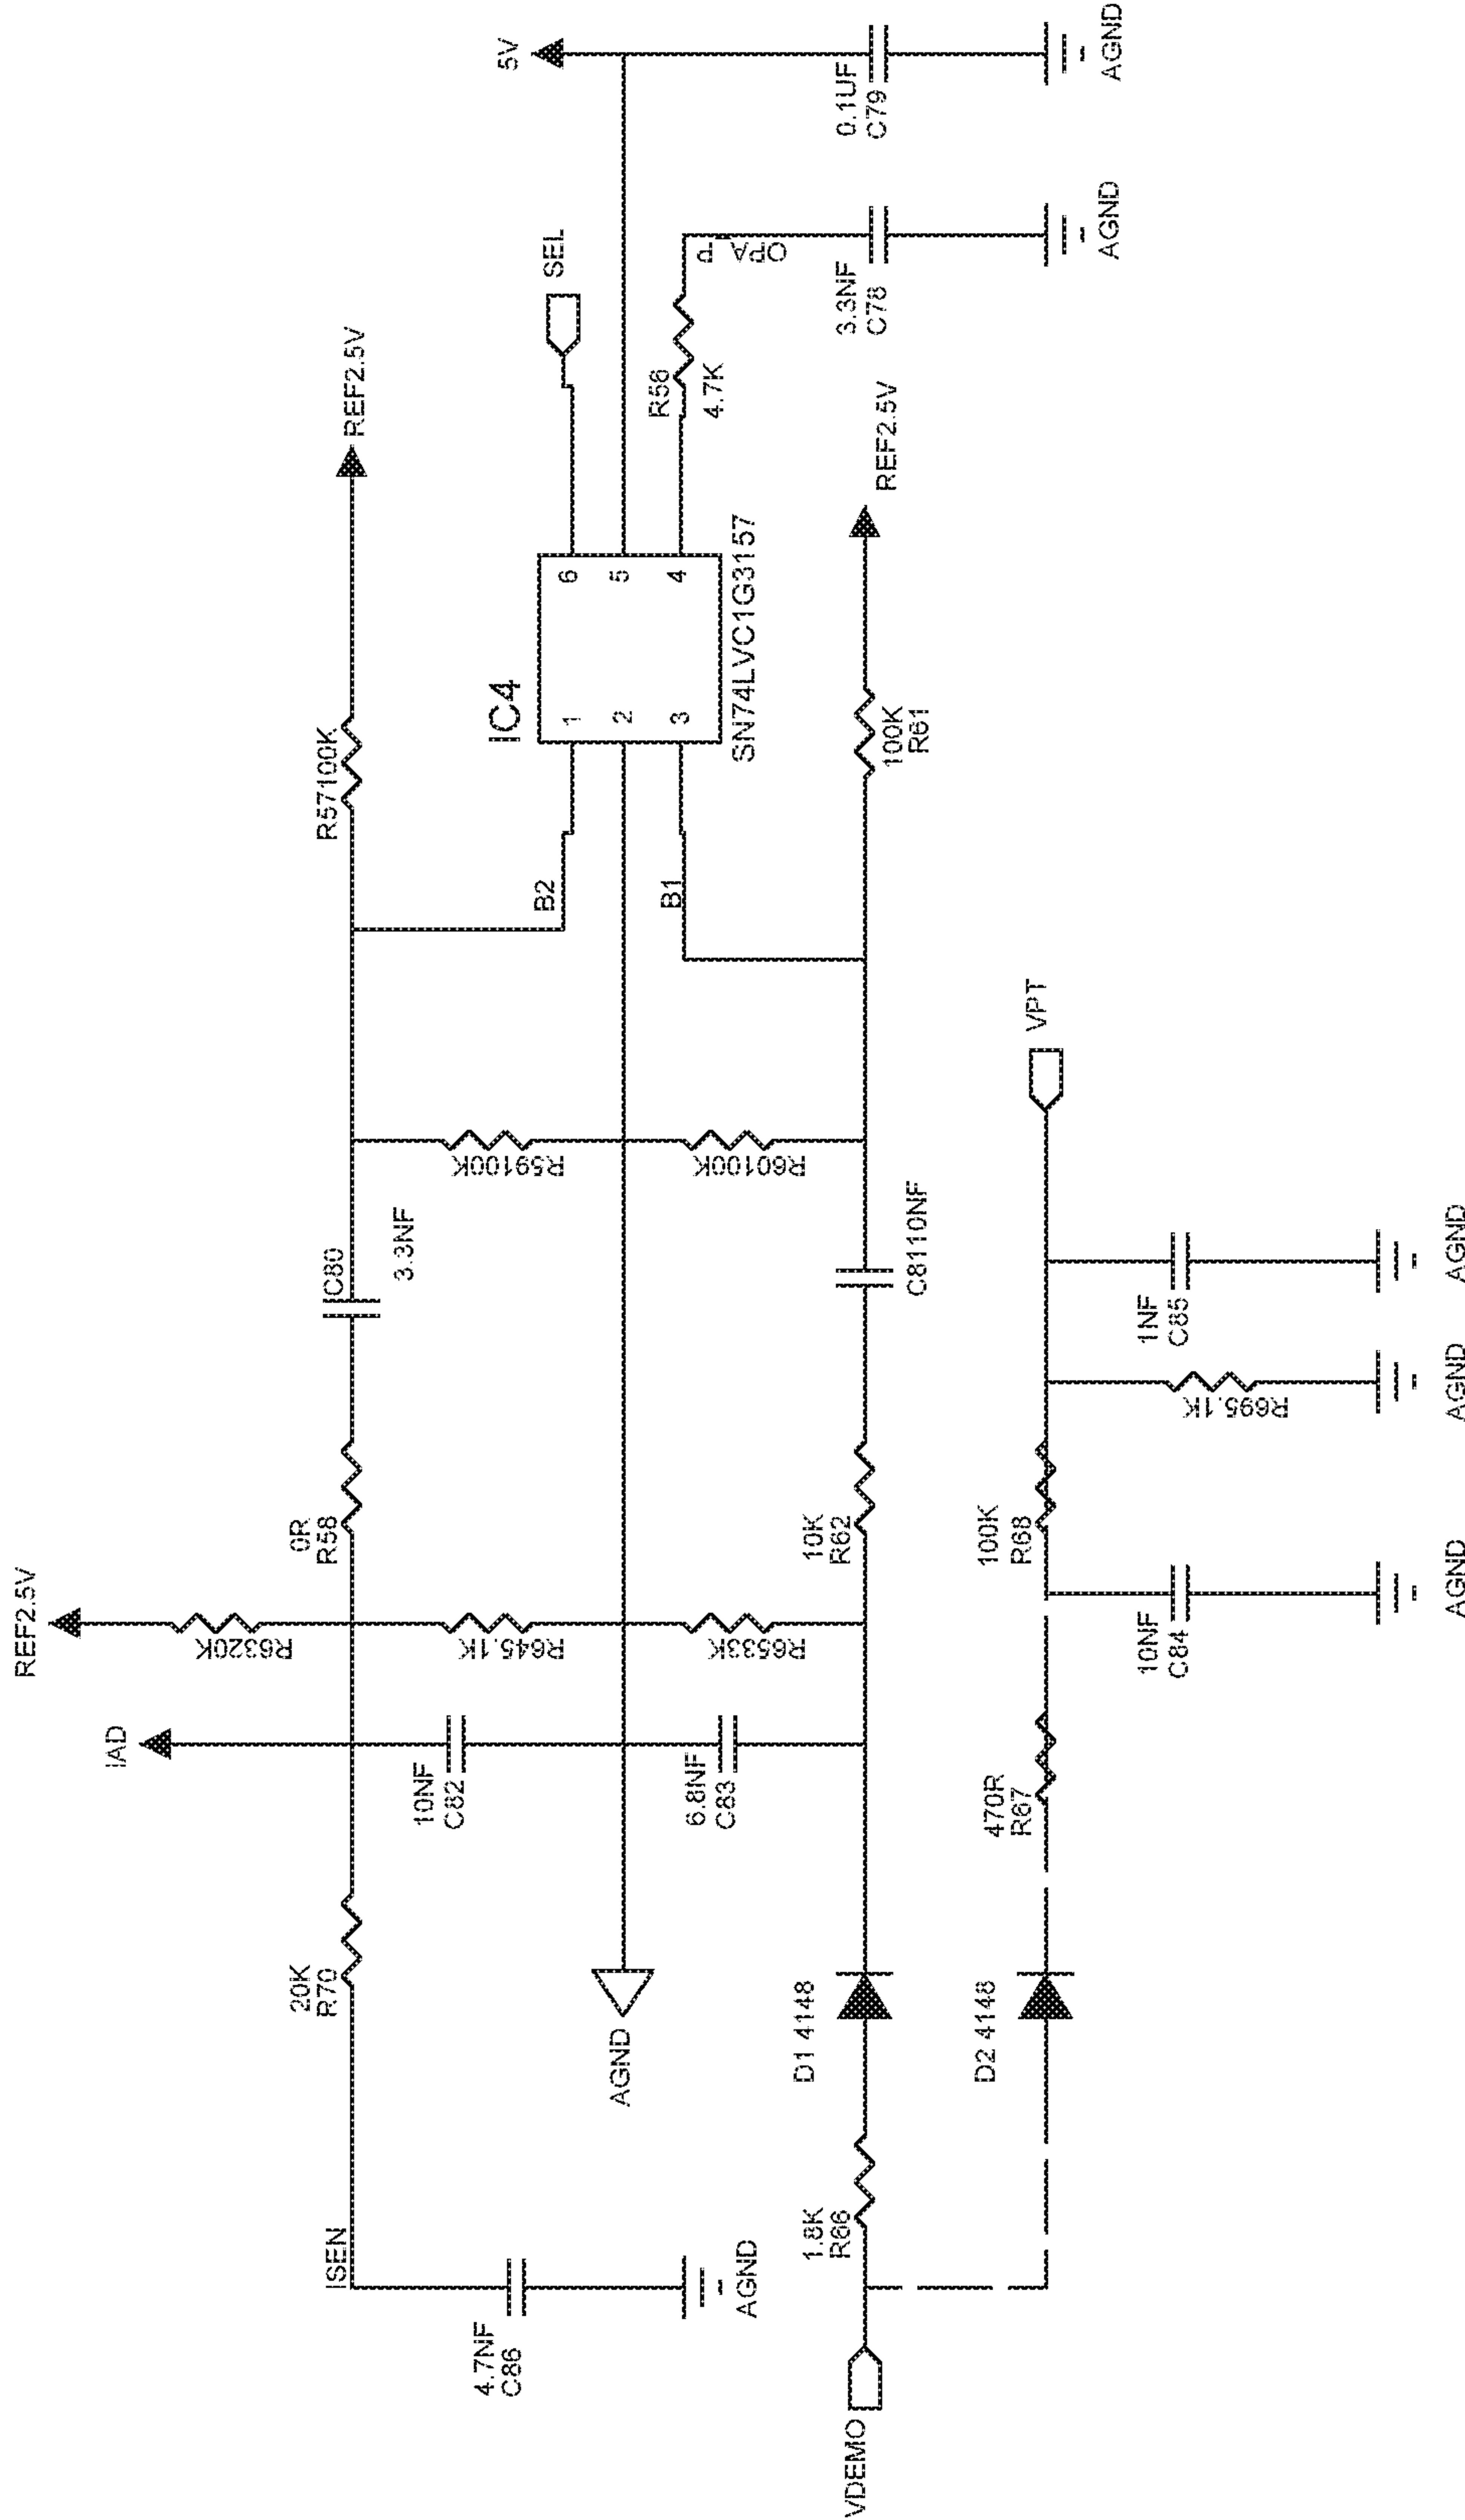 REF2.5V
IAD
R6320K
0R
R58
C80
3.3NF
R57100K
REF2.5V
20K
R70
ISEN
4.7NF
C86
AGND
10NF
C82
R645.1K
R59100K
B2
IC4
1
2
3
6
5
4
SN74LVC1G3157
SEL
5V
AGND
6.8NF
C83
R6533K
R60100K
B1
R56
4.7K
OPA_P
3.3NF
C78
AGND
0.1UF
C79
AGND
VDEMO
1.8K
R66
D1 4148
10K
R62
C8110NF
100K
R61
REF2.5V
D2 4148
470R
R67
100K
R68
VPT
10NF
C84
AGND
R695.1K
AGND
1NF
C85
AGND